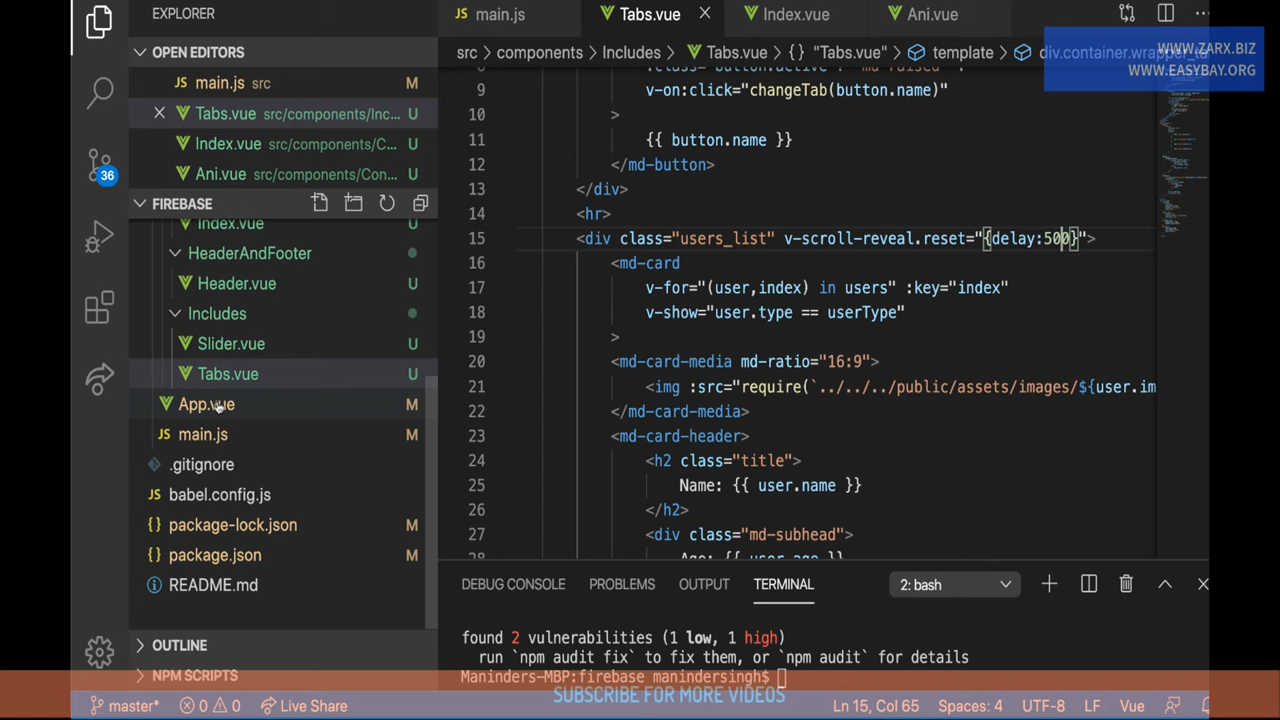 EXPLORER
OPEN EDITORS
main.js src M
Tabs.vue src/components/Inc... U
Index.vue src/components/C... U
Ani.vue src/components/Con... U
FIREBASE
Index.vue U
HeaderAndFooter
Header.vue U
Includes
Slider.vue U
Tabs.vue U
App.vue M
main.js M
.gitignore
babel.config.js
package-lock.json M
package.json M
README.md
OUTLINE
NPM SCRIPTS
36
main.js Tabs.vue Index.vue Ani.vue
WWW.ZARX.BIZ
WWW.EASYBAY.ORG
src > components > Includes > Tabs.vue > {} "Tabs.vue" > template > div.container.wrapper_
9 v-on:click="changeTab(button.name)"
10 >
11 {{ button.name }}
12 </md-button>
13 </div>
14 <hr>
15 <div class="users_list" v-scroll-reveal.reset="{delay:500}">
16 <md-card
17 v-for="(user,index) in users" :key="index"
18 v-show="user.type == userType"
19 >
20 <md-card-media md-ratio="16:9">
21 <img :src="require(`../../../public/assets/images/${user.im
22 </md-card-media>
23 <md-card-header>
24 <h2 class="title">
25 Name: {{ user.name }}
26 </h2>
27 <div class="md-subhead">
28 Age: {{ user.age }}
DEBUG CONSOLE PROBLEMS OUTPUT TERMINAL 2: bash
found 2 vulnerabilities (1 low, 1 high)
run `npm audit fix` to fix them, or `npm audit` for details
Maninders-MBP:firebase manindersingh$
SUBSCRIBE FOR MORE VIDEOS
master* 0 0 Live Share Ln 15, Col 65 Spaces: 4 UTF-8 LF Vue